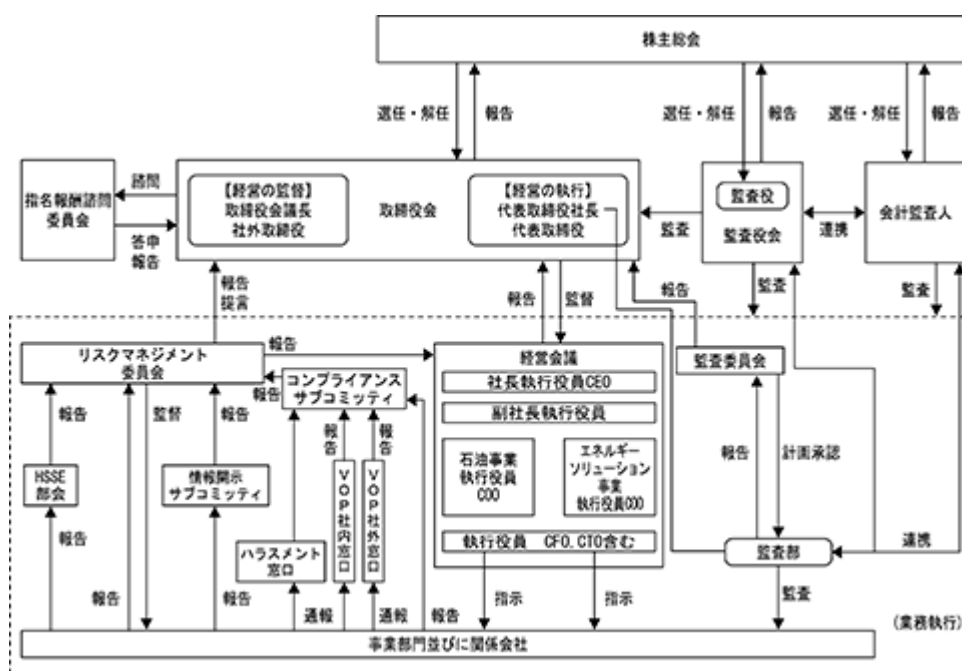 株主総会
選任・解任
報告
選任・解任
報告
選任・解任
報告
指名報酬諮問
委員会
諮問
答申
報告
【経営の監督】
取締役会議長
社外取締役
取締役会
【経営の執行】
代表取締役社長
代表取締役
監査
監査役
監査役会
連携
会計監査人
報告
提言
報告
監督
報告
監査
監査
リスクマネジメント
委員会
報告
報告
コンプライアンス
サブコミッティ
経営会議
社長執行役員CEO
副社長執行役員
石油事業
執行役員
COO
エネルギー
ソリューション
事業
執行役員COO
執行役員 CFO.CTO含む
監査委員会
報告
監督
報告
報告
報告
HSSE
部会
情報開示
サブコミッティ
VOP社内窓口
VOP社外窓口
ハラスメント
窓口
報告
計画承認
監査部
連携
報告
報告
報告
通報
通報
報告
指示
指示
監査
(業務執行)
事業部門並びに関係会社